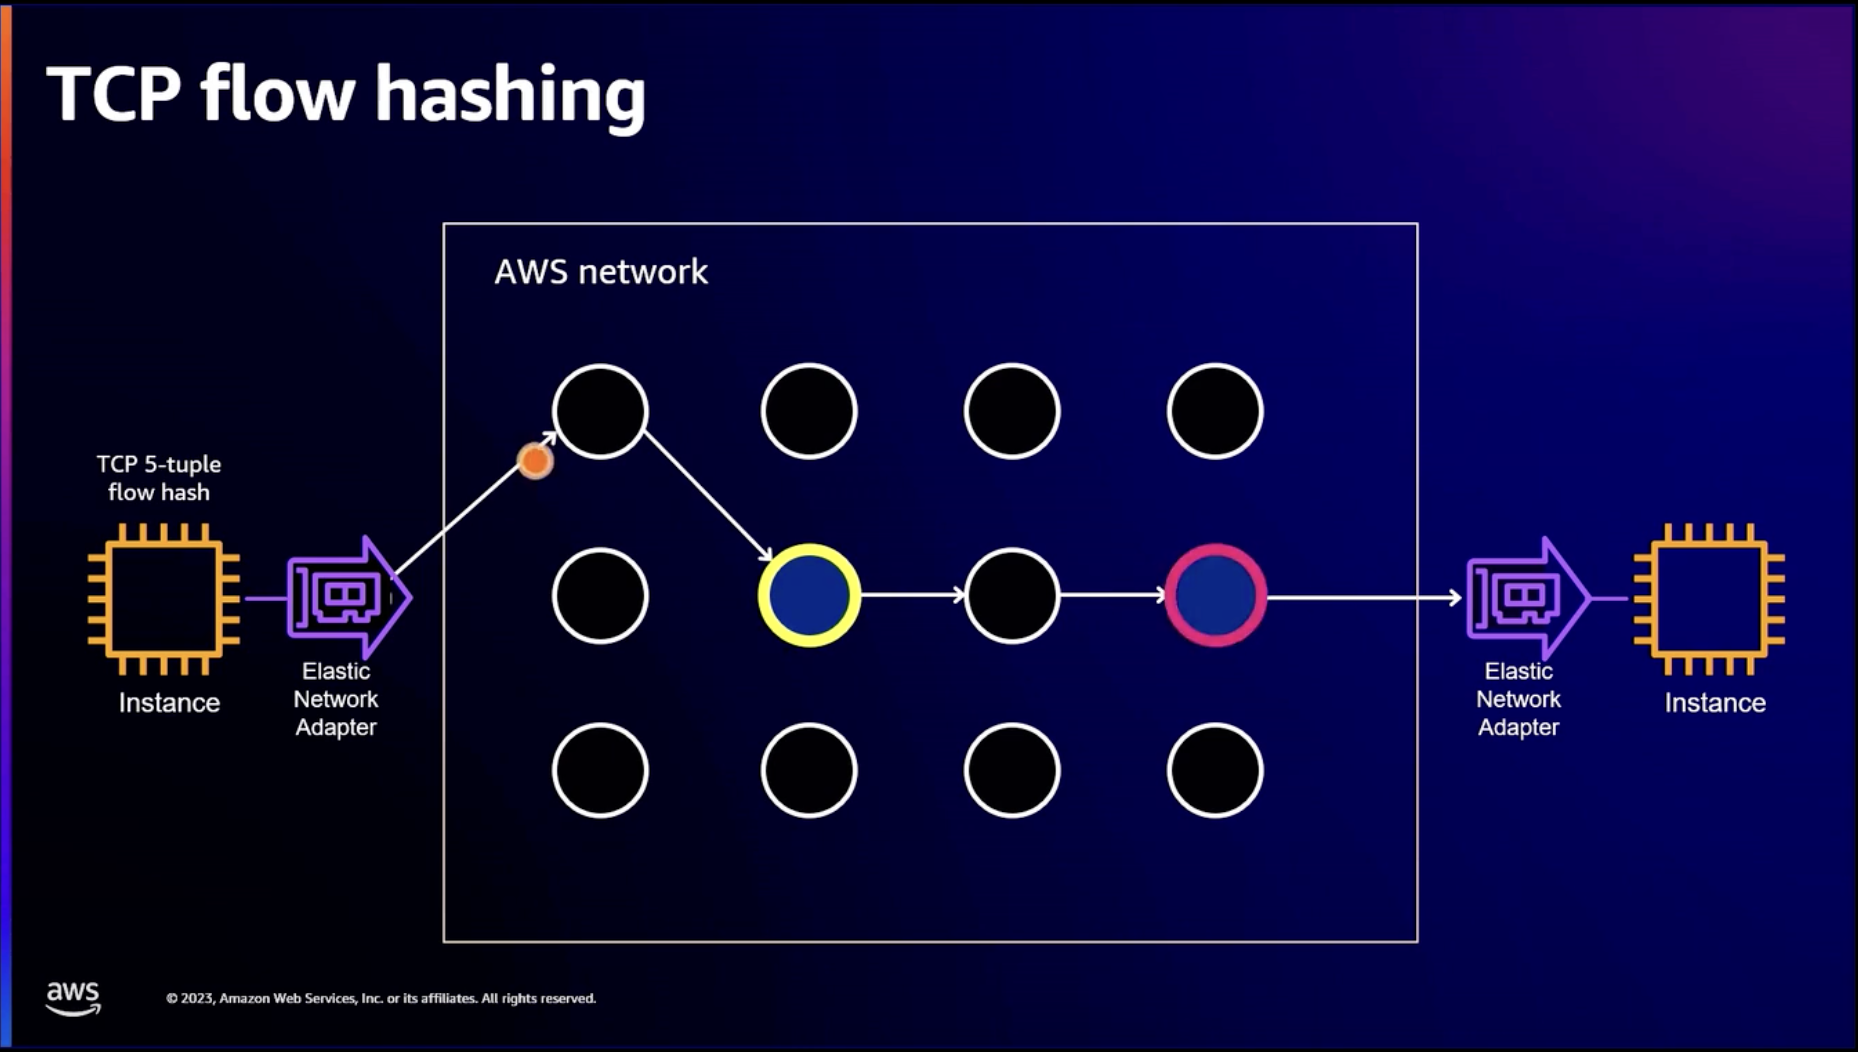 TCP flow hashing
AWS network
TCP 5-tuple
flow hash
Instance
Elastic
Network
Adapter
Elastic
Network
Adapter
Instance
aws
© 2023, Amazon Web Services, Inc. or its affiliates. All rights reserved.